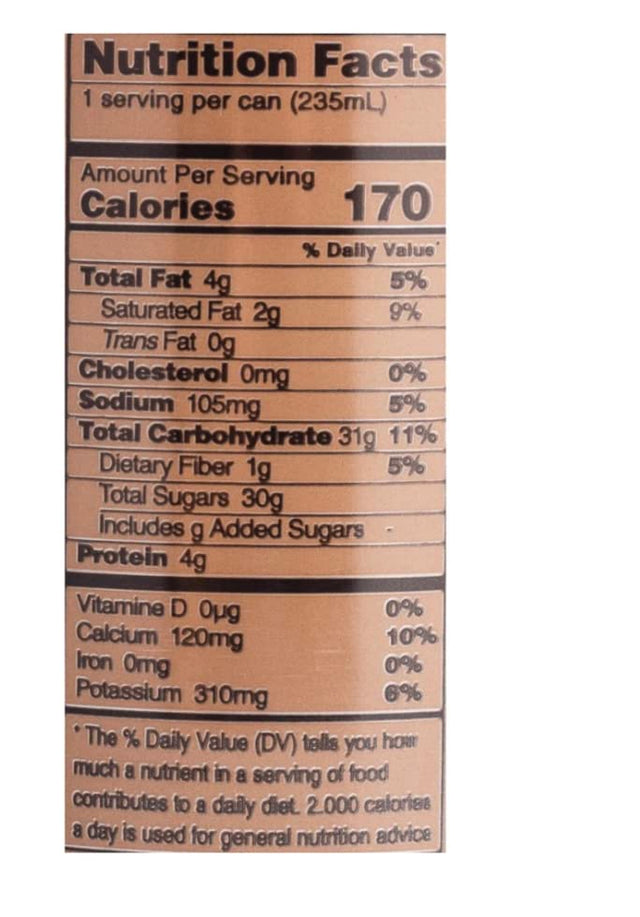 Nutrition Facts
1 serving per can (235mL)
Amount Per Serving
Calories 170
% Daily Value*
Total Fat 4g 5%
Saturated Fat 2g 9%
Trans Fat 0g
Cholesterol 0mg 0%
Sodium 105mg 5%
Total Carbohydrate 31g 11%
Dietary Fiber 1g 5%
Total Sugars 30g
Includes g Added Sugars -
Protein 4g
Vitamine D 0µg 0%
Calcium 120mg 10%
Iron 0mg 0%
Potassium 310mg 6%
* The % Daily Value (DV) tells you how
much a nutrient in a serving of food
contributes to a daily diet. 2.000 calories
a day is used for general nutrition advice